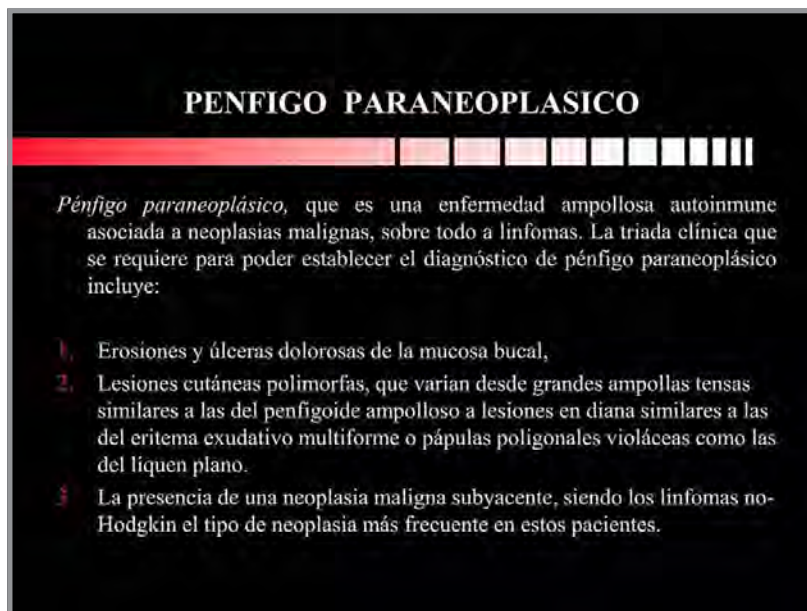 PENFIGO PARANEOPLASICO
Pénfigo paraneoplásico, que es una enfermedad ampollosa autoinmune
asociada a neoplasias malignas, sobre todo a linfomas. La triada clínica que
se requiere para poder establecer el diagnóstico de pénfigo paraneoplásico
incluye:
1. Erosiones y úlceras dolorosas de la mucosa bucal,
2. Lesiones cutáneas polimorfas, que varían desde grandes ampollas tensas
similares a las del penfigoide ampolloso a lesiones en diana similares a las
del eritema exudativo multiforme o pápulas poligonales violáceas como las
del liquen plano.
3 La presencia de una neoplasia maligna subyacente, siendo los linfomas no-
Hodgkin el tipo de neoplasia más frecuente en estos pacientes.